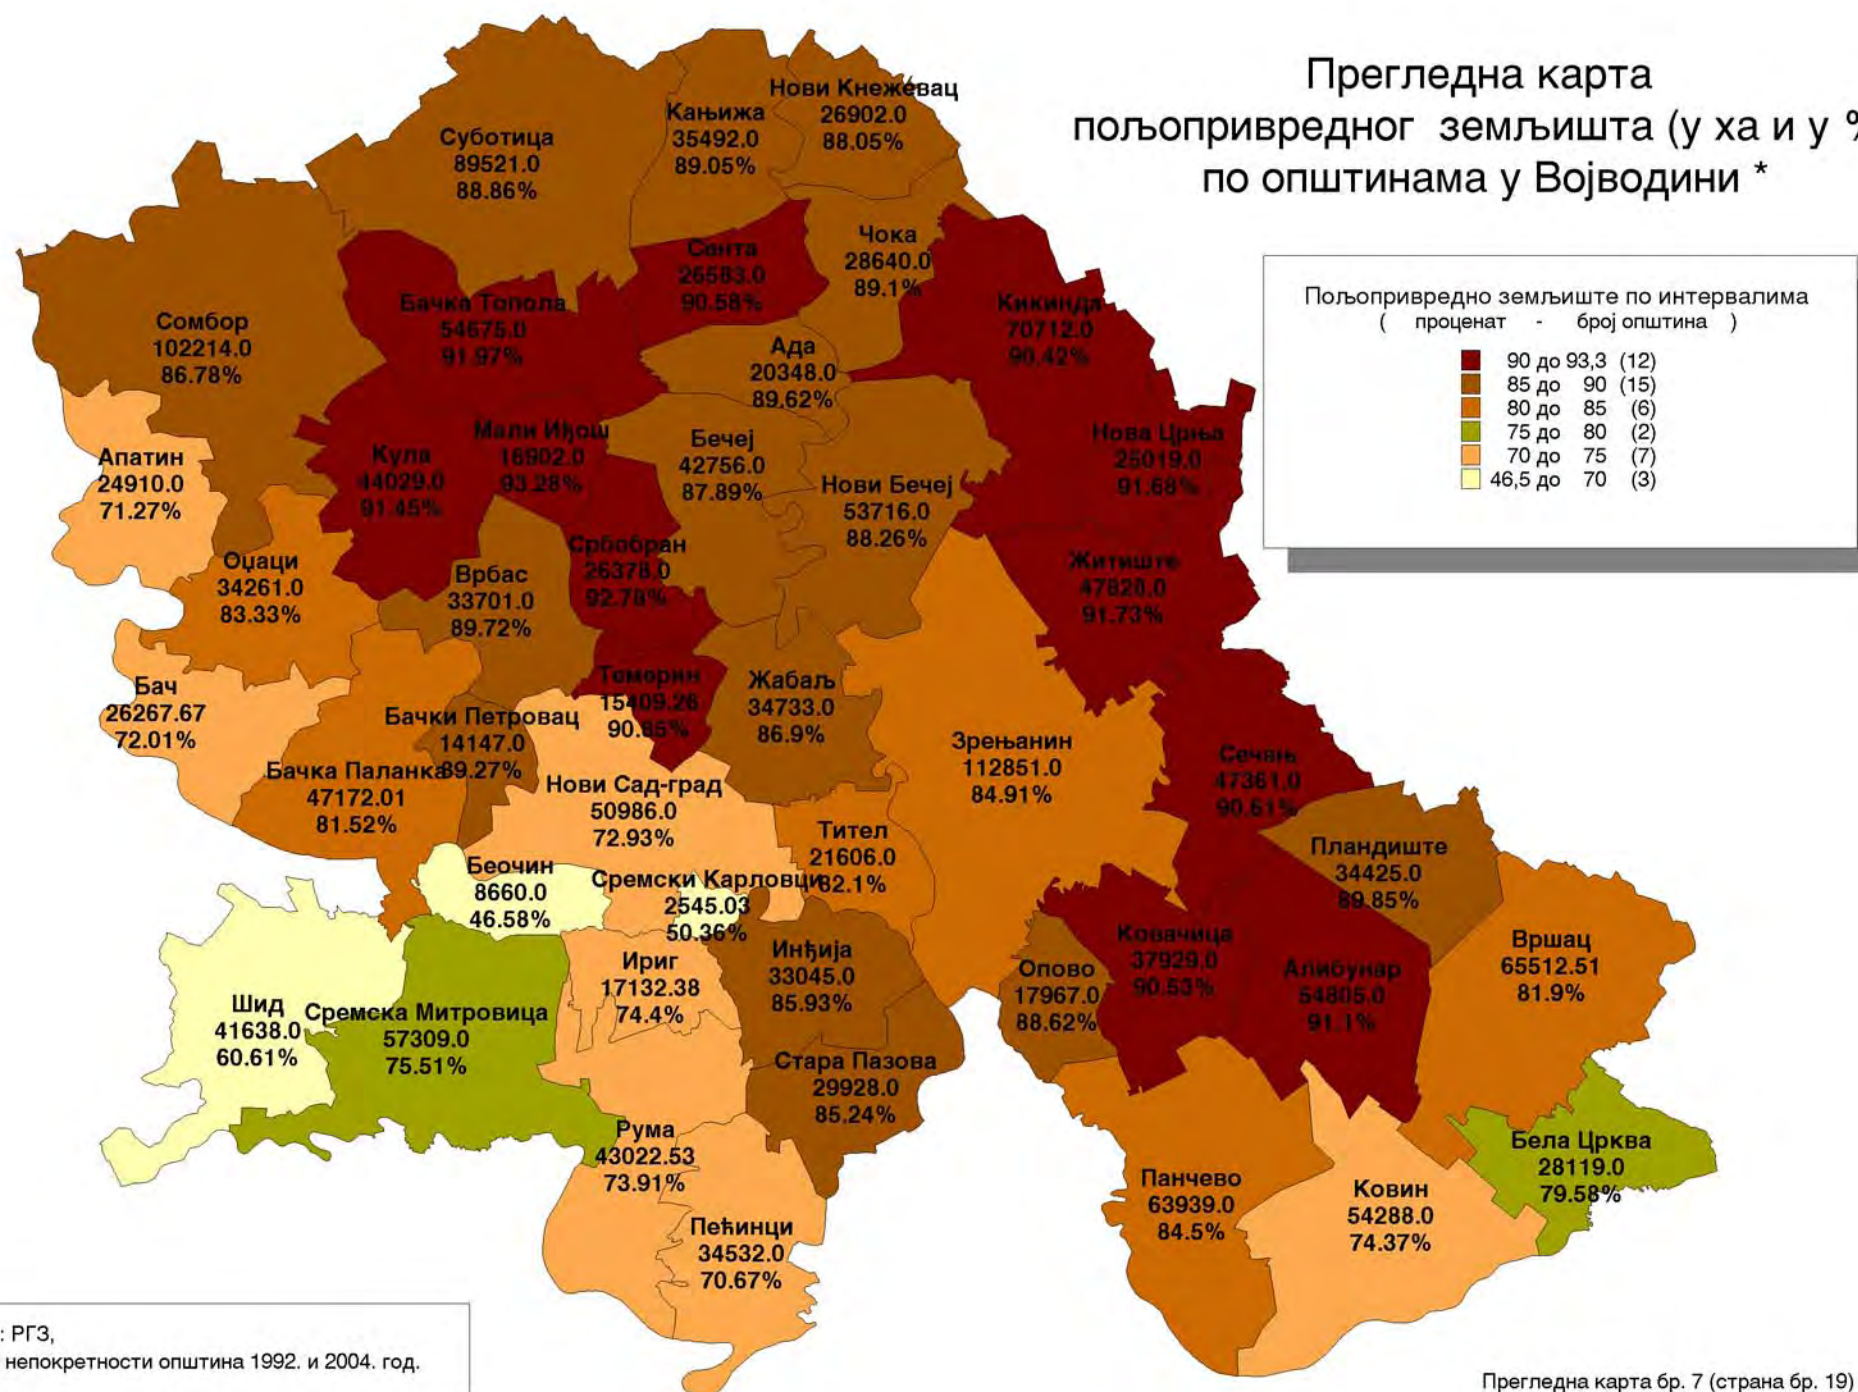 Прегледна карта
пољопривредног земљишта (у ха и у %
по општинама у Војводини *
Пољопривредно земљиште по интервалима
( проценат - број општина )
90 до 93,3 (12)
85 до 90 (15)
80 до 85 (6)
75 до 80 (2)
70 до 75 (7)
46,5 до 70 (3)
Суботица
89521.0
88.86%
Кањижа
35492.0
89.05%
Нови Кнежевац
26902.0
88.05%
Сента
26583.0
90.58%
Чока
28640.0
89.1%
Сомбор
102214.0
86.78%
Бачка Топола
54675.0
91.97%
Кикинда
70712.0
90.42%
Ада
20348.0
89.62%
Апатин
24910.0
71.27%
Кула
44029.0
91.45%
Мали Иђош
16902.0
93.28%
Бечеј
42756.0
87.89%
Нови Бечеј
53716.0
88.26%
Нова Црња
25019.0
91.68%
Оџаци
34261.0
83.33%
Врбас
33701.0
89.72%
Србобран
26378.0
92.78%
Житиште
47828.0
91.73%
Бач
26267.67
72.01%
Бачки Петровац
14147.0
89.27%
Темерин
15409.26
90.85%
Жабаљ
34733.0
86.9%
Зрењанин
112851.0
84.91%
Сечањ
47361.0
90.61%
Бачка Паланка
47172.01
81.52%
Нови Сад-град
50986.0
72.93%
Тител
21606.0
82.1%
Пландиште
34425.0
89.85%
Беочин
8660.0
46.58%
Сремски Карловци
2545.03
50.36%
Инђија
33045.0
85.93%
Опово
17967.0
88.62%
Ковачица
37929.0
90.53%
Алибунар
54805.0
91.1%
Вршац
65512.51
81.9%
Шид
41638.0
60.61%
Сремска Митровица
57309.0
75.51%
Ириг
17132.38
74.4%
Стара Пазова
29928.0
85.24%
Рума
43022.53
73.91%
Пећинци
34532.0
70.67%
Панчево
63939.0
84.5%
Ковин
54288.0
74.37%
Бела Црква
28119.0
79.58%
: РГЗ,
непокретности општина 1992. и 2004. год.
Прегледна карта бр. 7 (страна бр. 19)